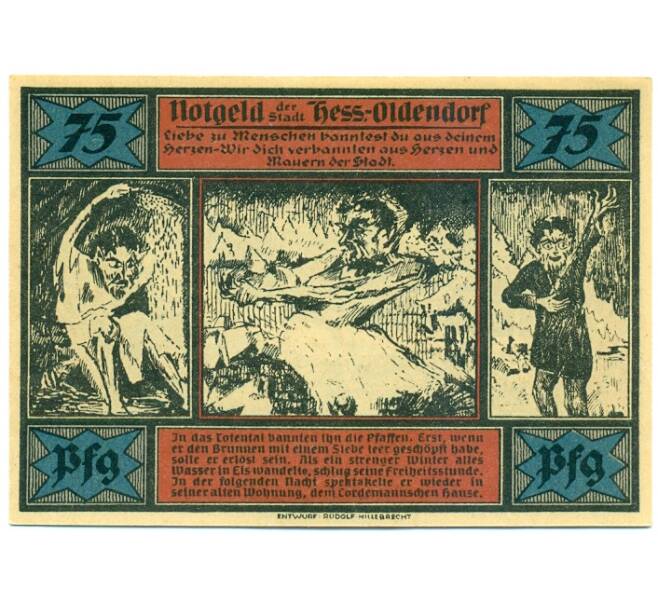 75
Notgeld der Stadt Hess-Oldendorf
75
Liebe zu Menschen banntest du aus deinem
Herzen-Wir dich verbannten aus Herzen und
Mauern der Stadt.
In das Totental bannten ihn die Pfaffen. Erst, wenn
er den Brunnen mit einem Siebe leer geschöpft habe,
solle er erlöst sein. Als ein strenger Winter alles
Wasser in Eis wandelte, schlug seine Freiheitsstunde.
In der folgenden Nacht spektakelte er wieder in
seiner alten Wohnung, dem Lordemannschen Hause.
Pfg
Pfg
ENTWURF: RUDOLF HILLEBRECHT